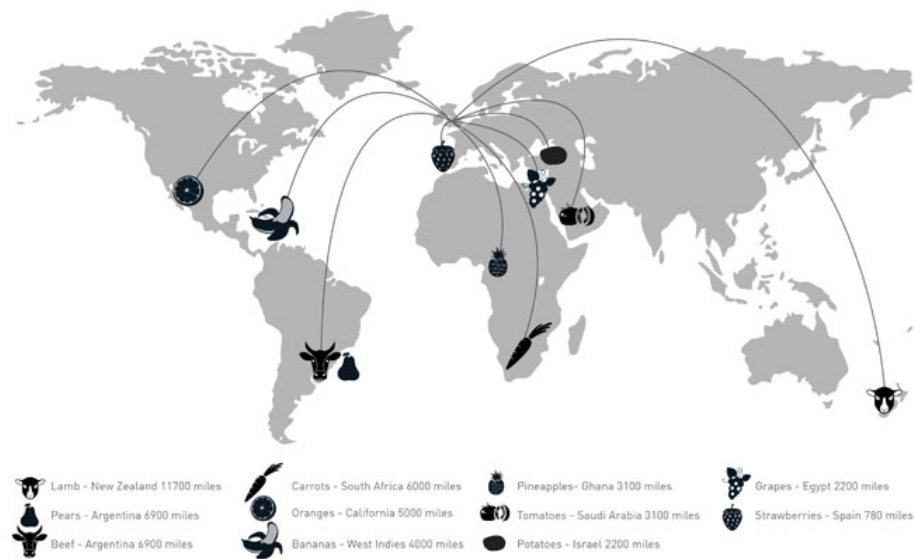 Lamb - New Zealand 11700 miles
Pears - Argentina 6900 miles
Beef - Argentina 6900 miles
Carrots - South Africa 6000 miles
Oranges - California 5000 miles
Bananas - West Indies 4000 miles
Pineapples- Ghana 3100 miles
Tomatoes - Saudi Arabia 3100 miles
Potatoes - Israel 2200 miles
Grapes - Egypt 2200 miles
Strawberries - Spain 780 miles